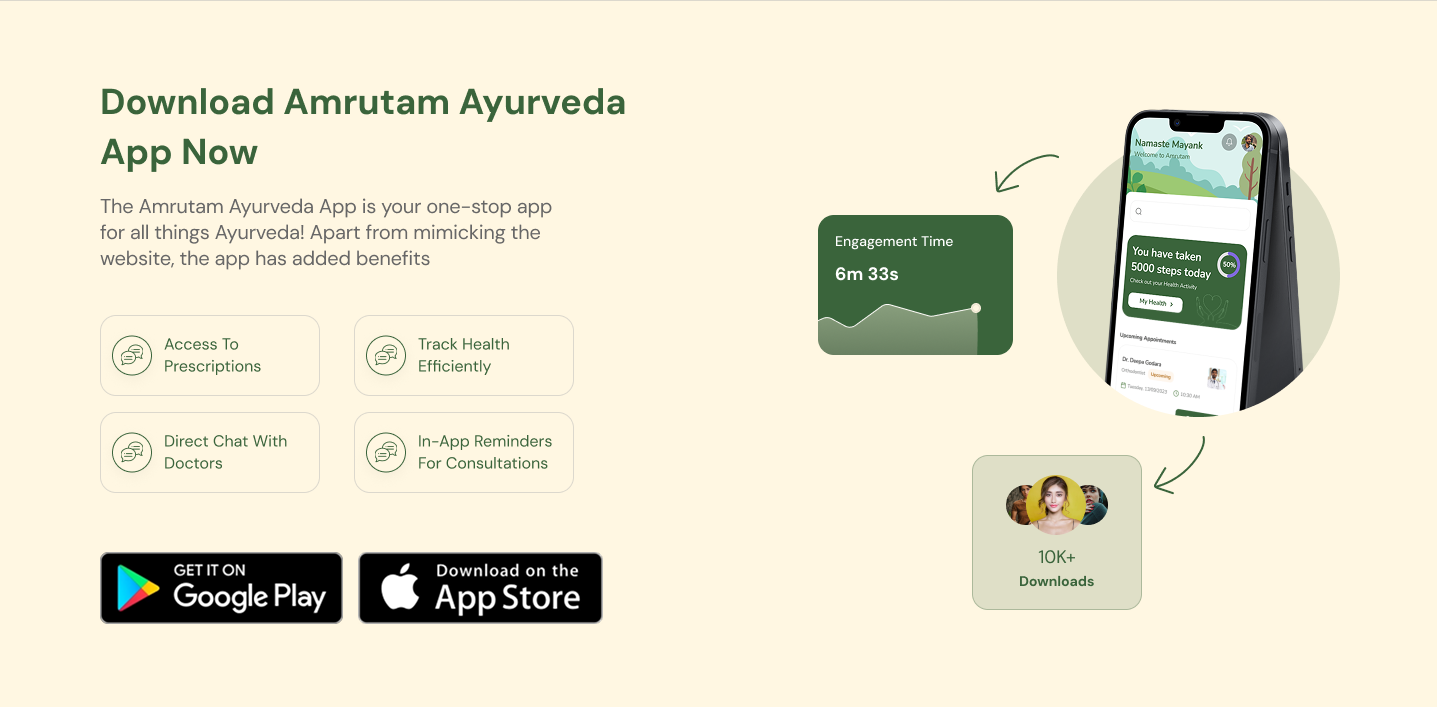 Download Amrutam Ayurveda
App Now
The Amrutam Ayurveda App is your one-stop app
for all things Ayurveda! Apart from mimicking the
website, the app has added benefits
Access To
Prescriptions
Track Health
Efficiently
Direct Chat With
Doctors
In-App Reminders
For Consultations
GET IT ON
Google Play
Download on the
App Store
Engagement Time
6m 33s
Namaste Mayank
Welcome to Amrutam
You have taken
5000 steps today
50%
Check out your Health Activity
My Health >
Upcoming Appointments
Dr. Deepa Godara
Orthodontist
Upcoming
Tuesday, 13/09/2023
10:30 AM
10K+
Downloads